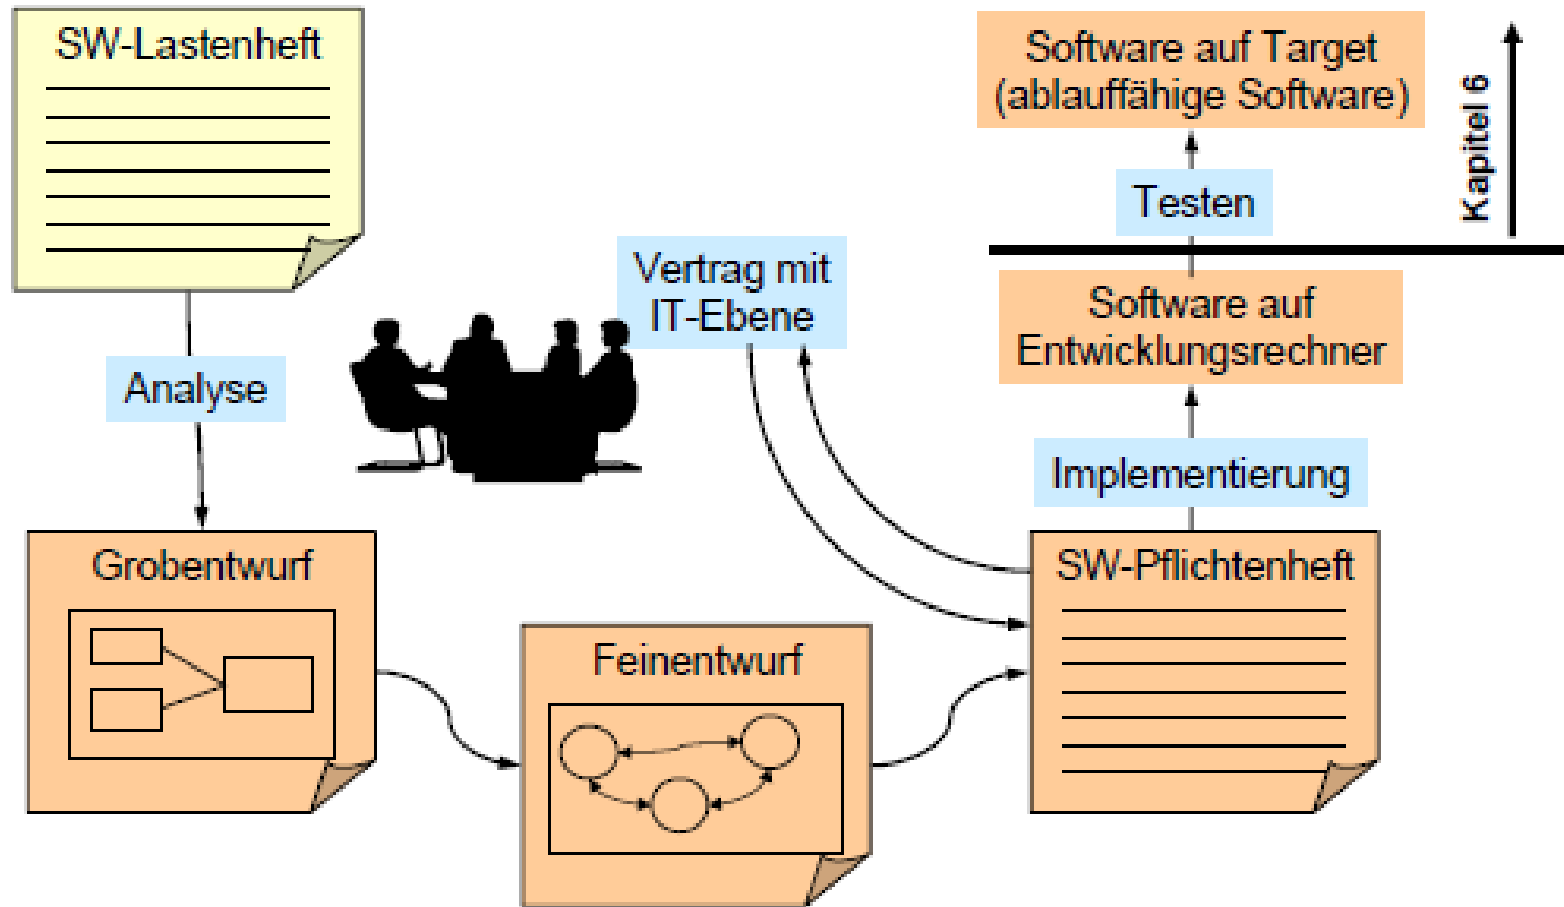 SW-Lastenheft
Analyse
Grobentwurf
Feinentwurf
Vertrag mit
IT-Ebene
SW-Pflichtenheft
Implementierung
Software auf
Entwicklungsrechner
Testen
Software auf Target
(ablauffähige Software)
Kapitel 6